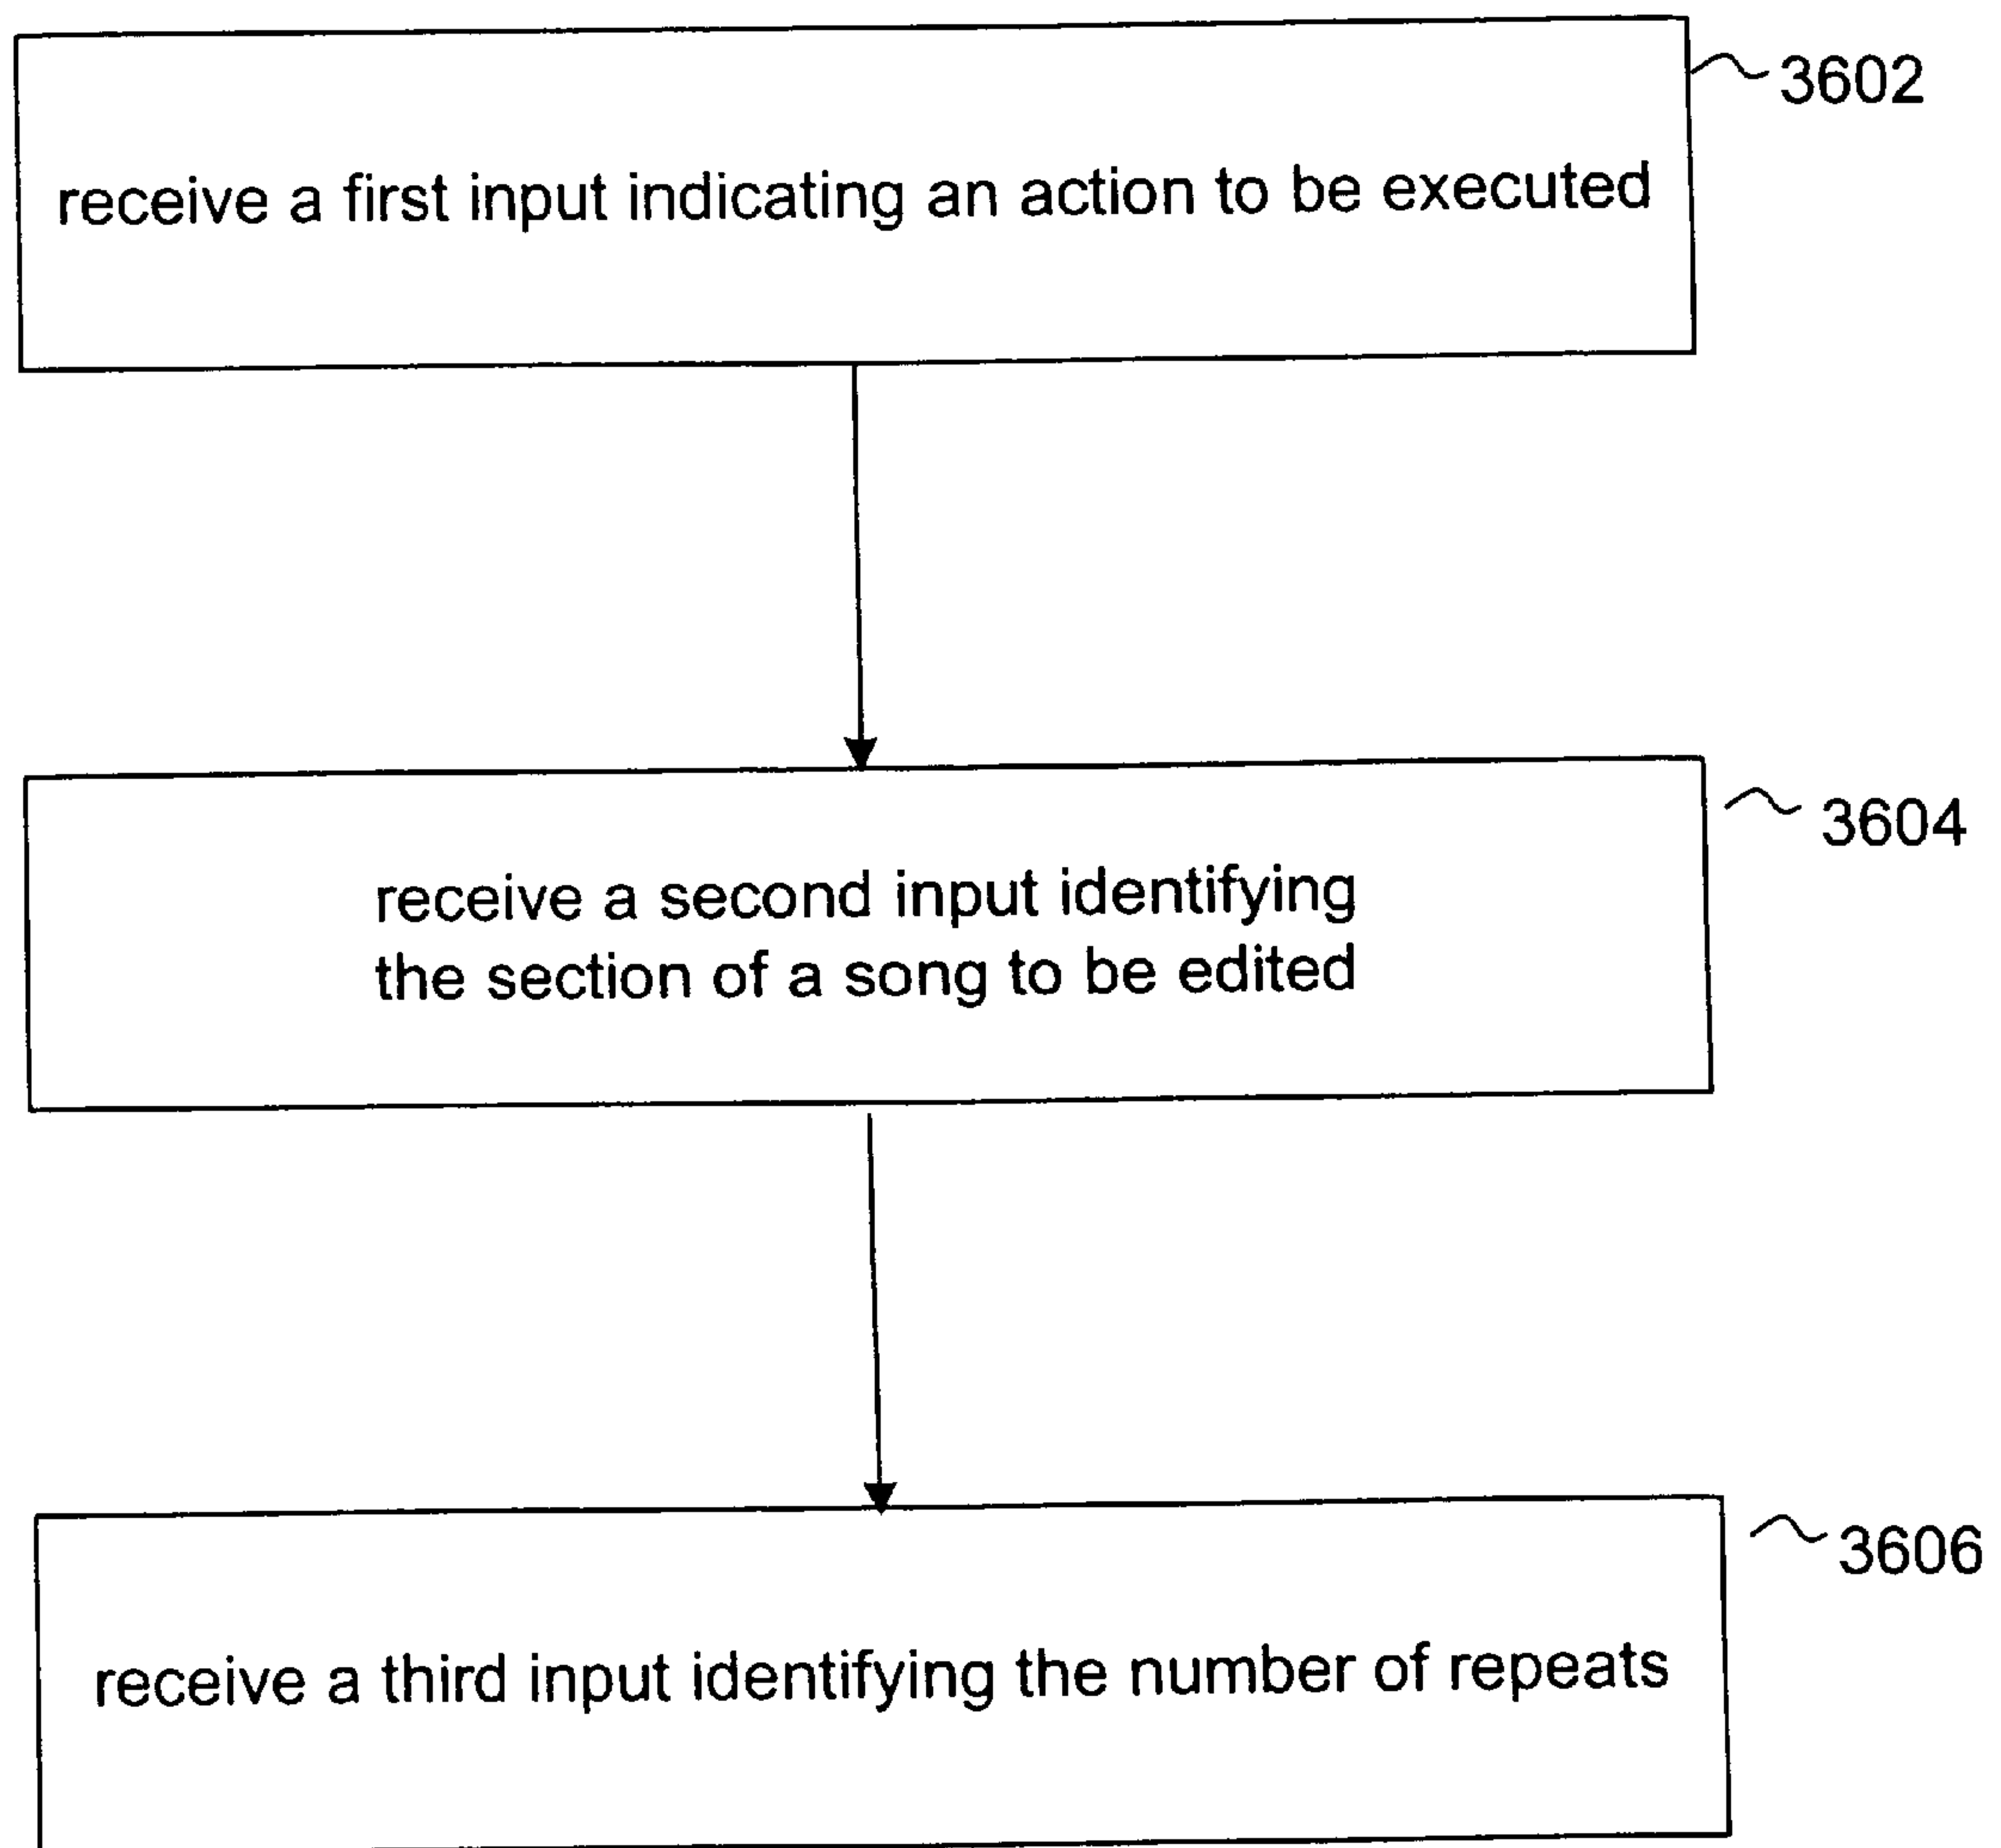 3602
receive a first input indicating an action to be executed
3604
receive a second input identifying
the section of a song to be edited
3606
receive a third input identifying the number of repeats